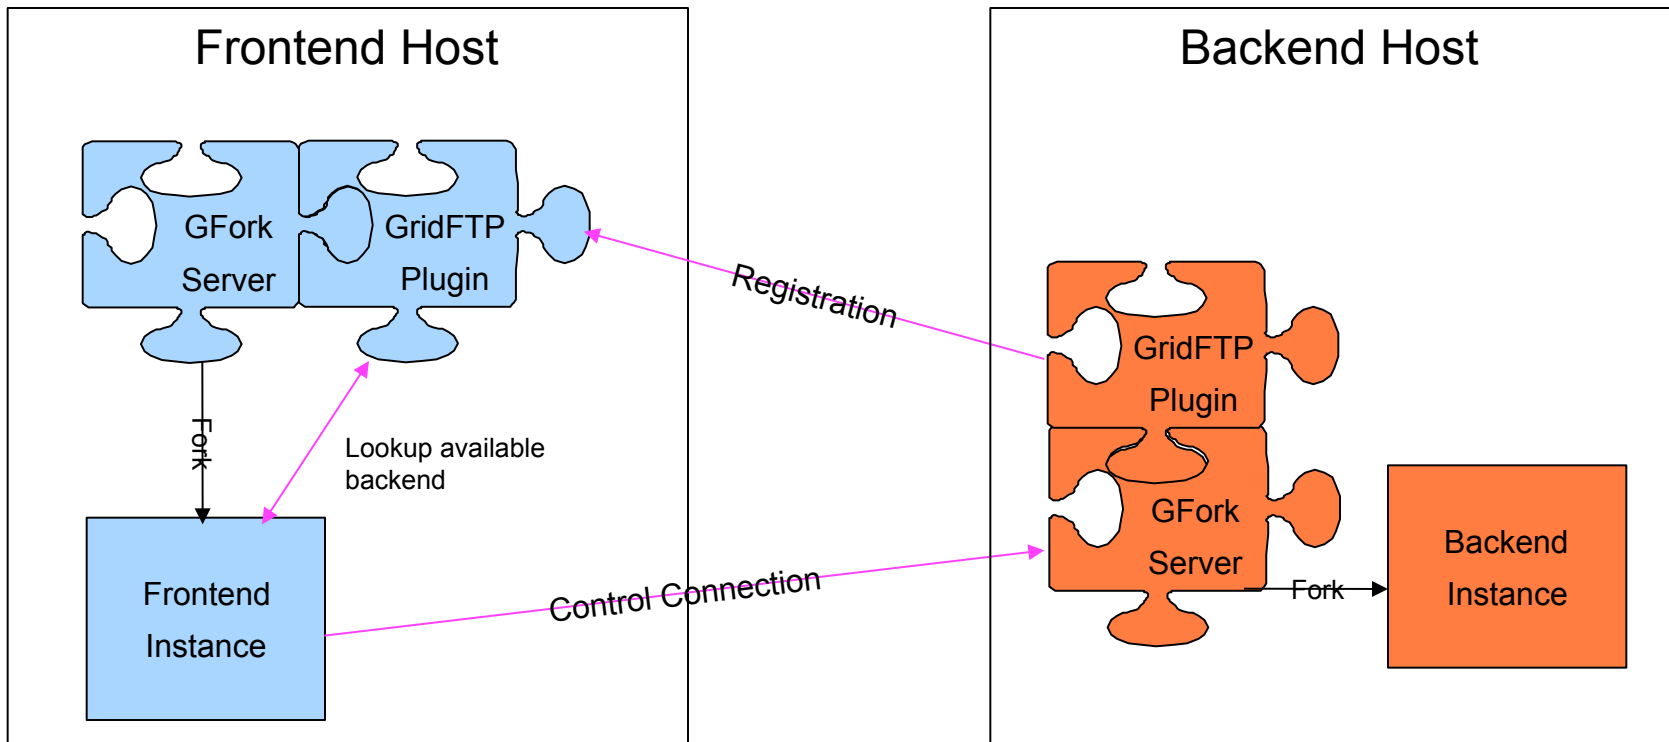 Frontend Host
Backend Host
GFork
Server
GridFTP
Plugin
Registration
GridFTP
Plugin
Fork
Lookup available
backend
GFork
Server
Fork
Backend
Instance
Control Connection
Frontend
Instance